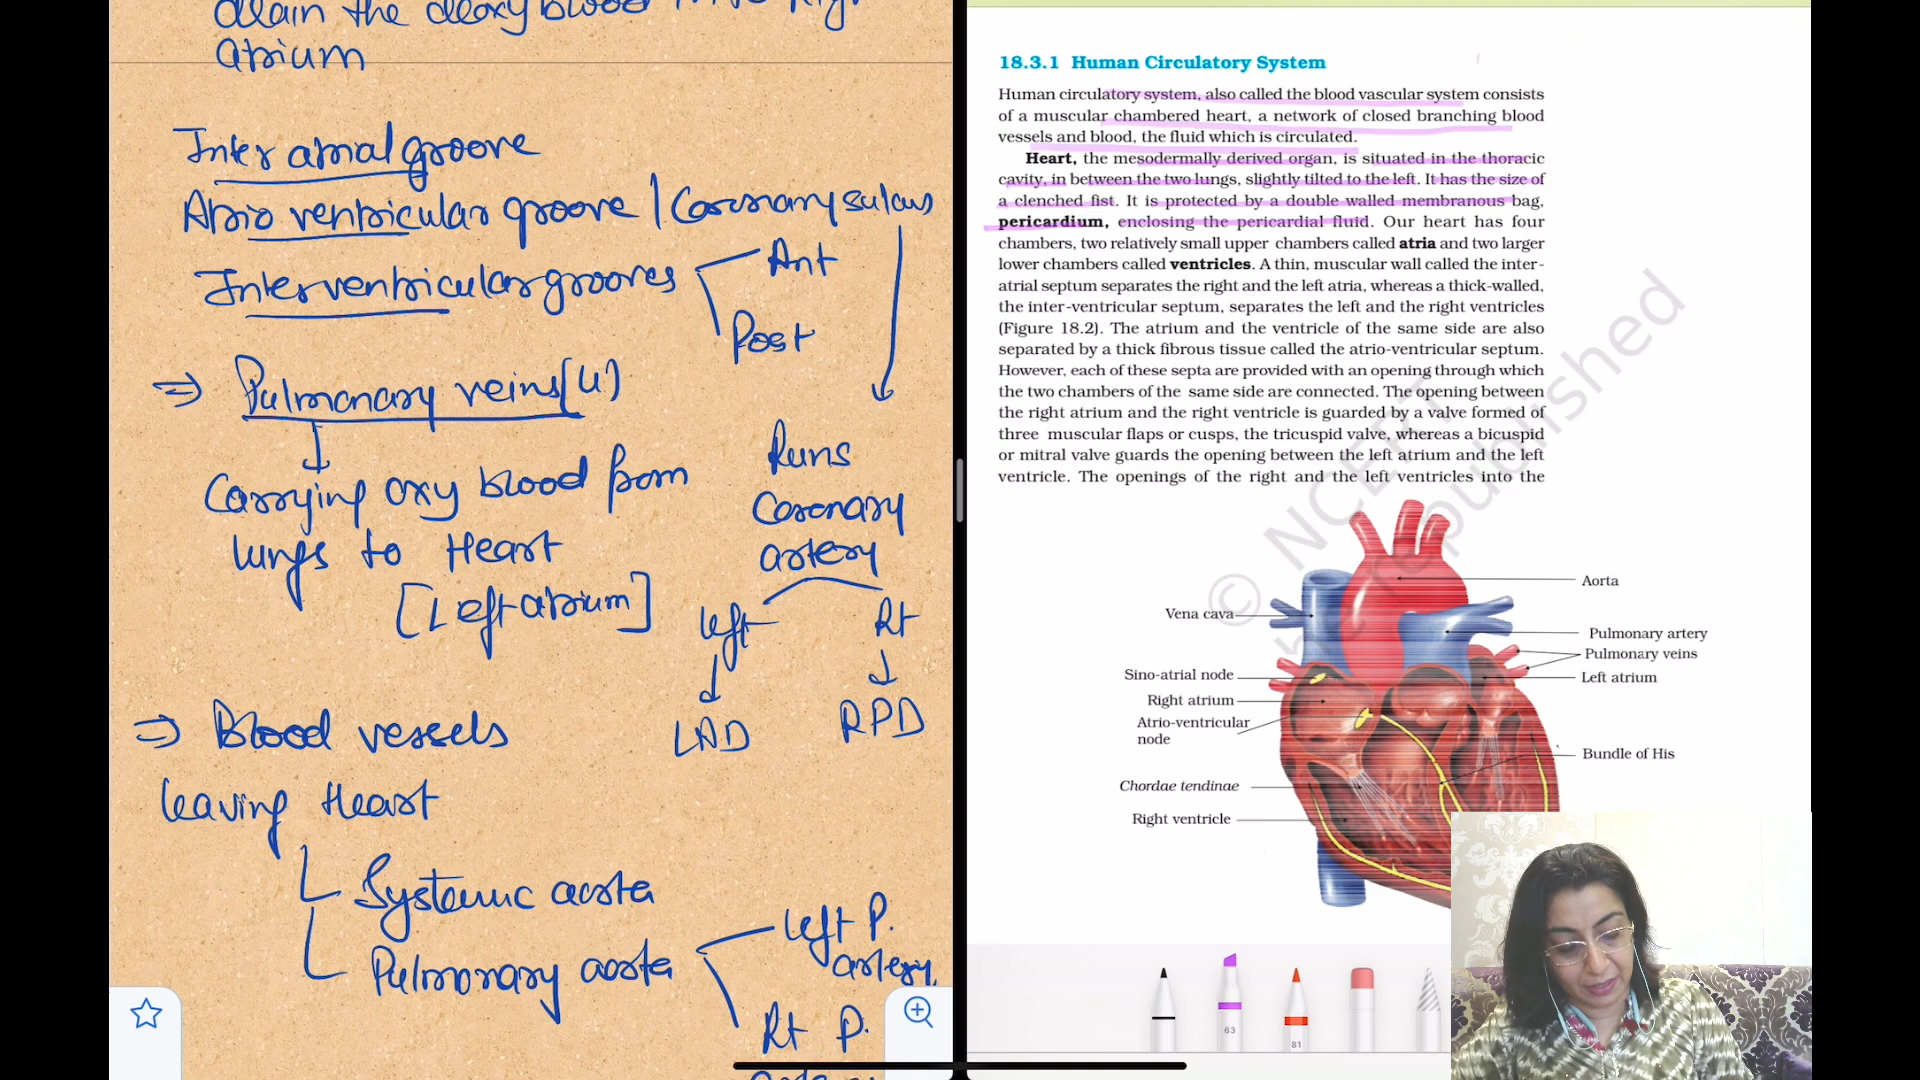 drain the deoxy blood into Righ
atrium
Inter atrial groove
Atrio ventricular groove / Coronary sulcus
Interventricular grooves
Ant
Post
⇒ Pulmonary veins (4)
Carrying oxy blood from
lungs to Heart
[Left atrium]
Runs
Coronary
artery
left
Rt
LAD
RPD
⇒ Blood vessels
leaving Heart
Systemic aorta
Pulmonary aorta
left P.
artery,
Rt P.
18.3.1 Human Circulatory System
Human circulatory system, also called the blood vascular system consists
of a muscular chambered heart, a network of closed branching blood
vessels and blood, the fluid which is circulated.
Heart, the mesodermally derived organ, is situated in the thoracic
cavity, in between the two lungs, slightly tilted to the left. It has the size of
a clenched fist. It is protected by a double walled membranous bag,
pericardium, enclosing the pericardial fluid. Our heart has four
chambers, two relatively small upper chambers called atria and two larger
lower chambers called ventricles. A thin, muscular wall called the inter-
atrial septum separates the right and the left atria, whereas a thick-walled,
the inter-ventricular septum, separates the left and the right ventricles
(Figure 18.2). The atrium and the ventricle of the same side are also
separated by a thick fibrous tissue called the atrio-ventricular septum.
However, each of these septa are provided with an opening through which
the two chambers of the same side are connected. The opening between
the right atrium and the right ventricle is guarded by a valve formed of
three muscular flaps or cusps, the tricuspid valve, whereas a bicuspid
or mitral valve guards the opening between the left atrium and the left
ventricle. The openings of the right and the left ventricles into the
© NCERT
published
Aorta
Vena cava
Pulmonary artery
Pulmonary veins
Sino-atrial node
Left atrium
Right atrium
Atrio-ventricular
node
Bundle of His
Chordae tendinae
Right ventricle
63
81